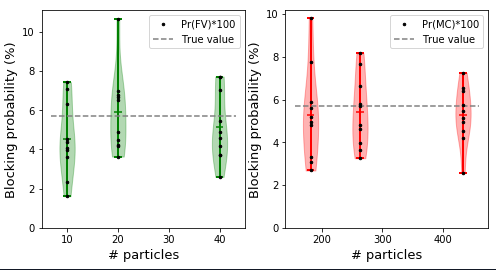 Blocking probability (%)
10
8
6
4
2
0
Pr(FV)*100
True value
10
20
30
40
# particles
Blocking probability (%)
10
8
6
4
2
0
Pr(MC)*100
True value
200
300
400
# particles